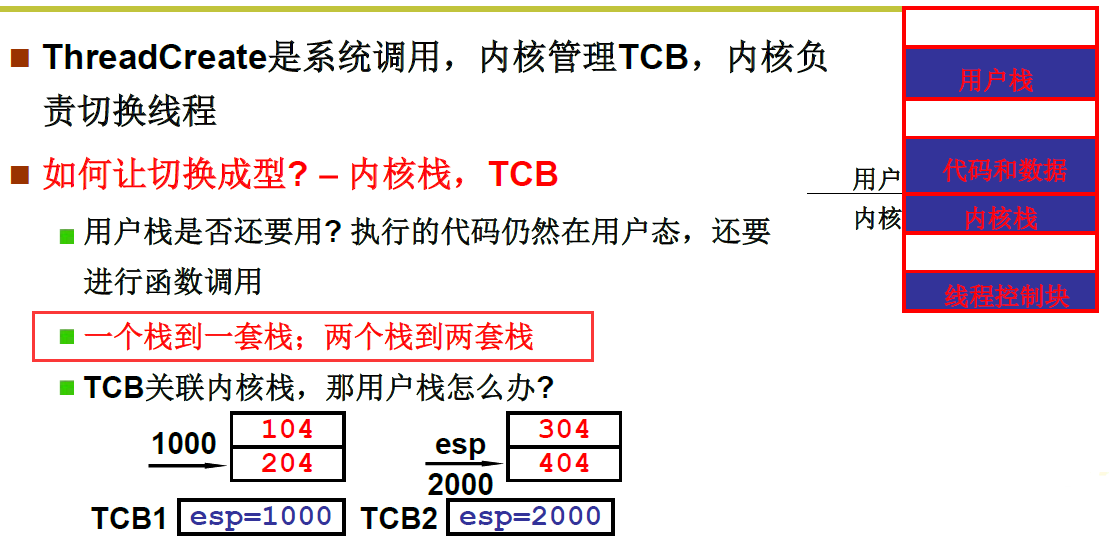 ThreadCreate是系统调用，内核管理TCB，内核负
责切换线程
如何让切换成型? – 内核栈，TCB
用户栈是否还要用? 执行的代码仍然在用户态，还要
进行函数调用
一个栈到一套栈；两个栈到两套栈
TCB关联内核栈，那用户栈怎么办?
1000
104
204
esp
2000
304
404
TCB1
esp=1000
TCB2
esp=2000
用户栈
代码和数据
用户
内核
内核栈
线程控制块